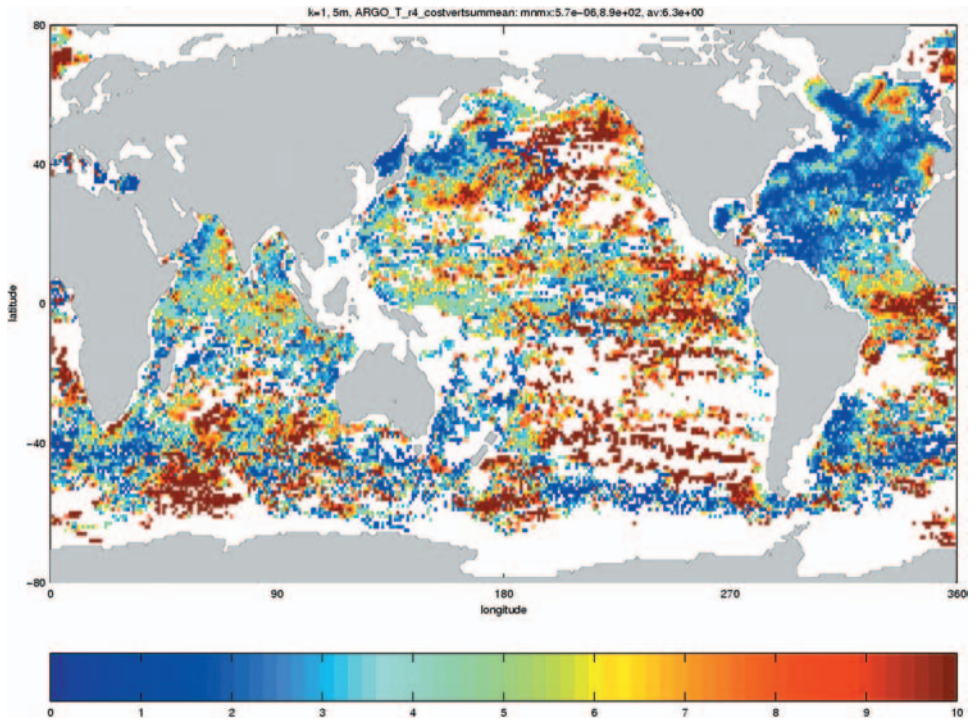 k=1, 5m, ARGO_T_r4_costvertsummean: mnmx:5.7e-06,8.9e+02, av:6.3e+00
80
40
latitude
0
−40
−80
0 90 180 270 360
longitude
0 1 2 3 4 5 6 7 8 9 10